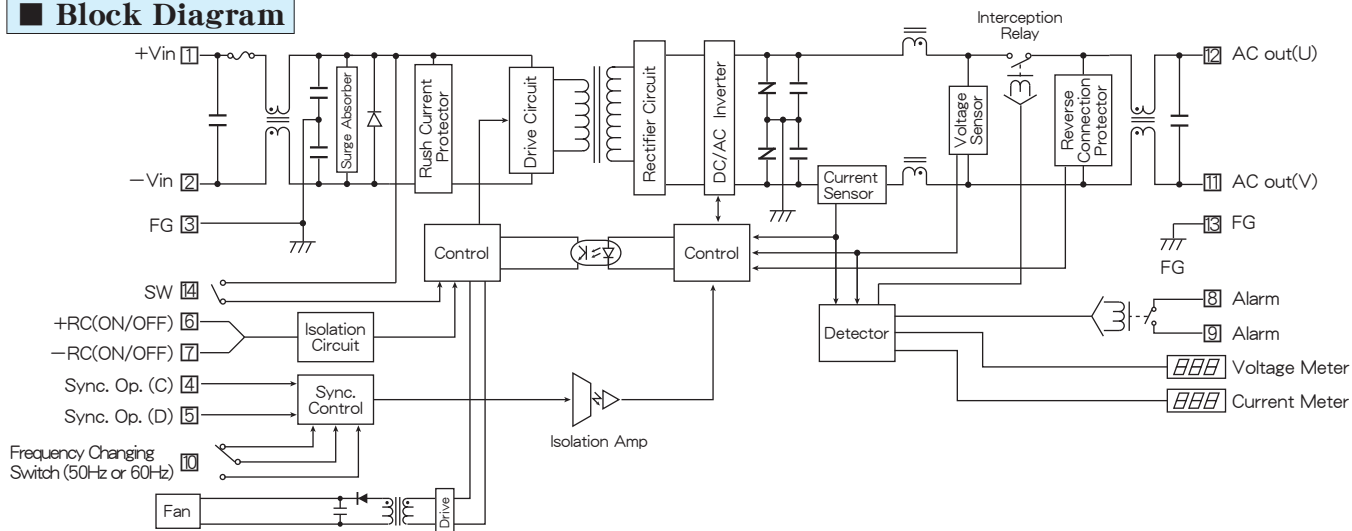 ■ Block Diagram
Interception
Relay
+Vin 1
12 AC out(U)
Surge Absorber
Rush Current
Protector
Drive Circuit
Rectifier Circuit
DC/AC Inverter
Voltage
Sensor
Reverse
Connection
Protector
−Vin 2
Current
Sensor
11 AC out(V)
FG 3
13 FG
Control
Control
FG
SW 14
8 Alarm
+RC(ON/OFF) 6
Isolation
Circuit
Detector
9 Alarm
−RC(ON/OFF) 7
888 Voltage Meter
Sync. Op. (C) 4
Sync.
Control
888 Current Meter
Sync. Op. (D) 5
Isolation Amp
Frequency Changing
Switch (50Hz or 60Hz) 10
Fan
Drive